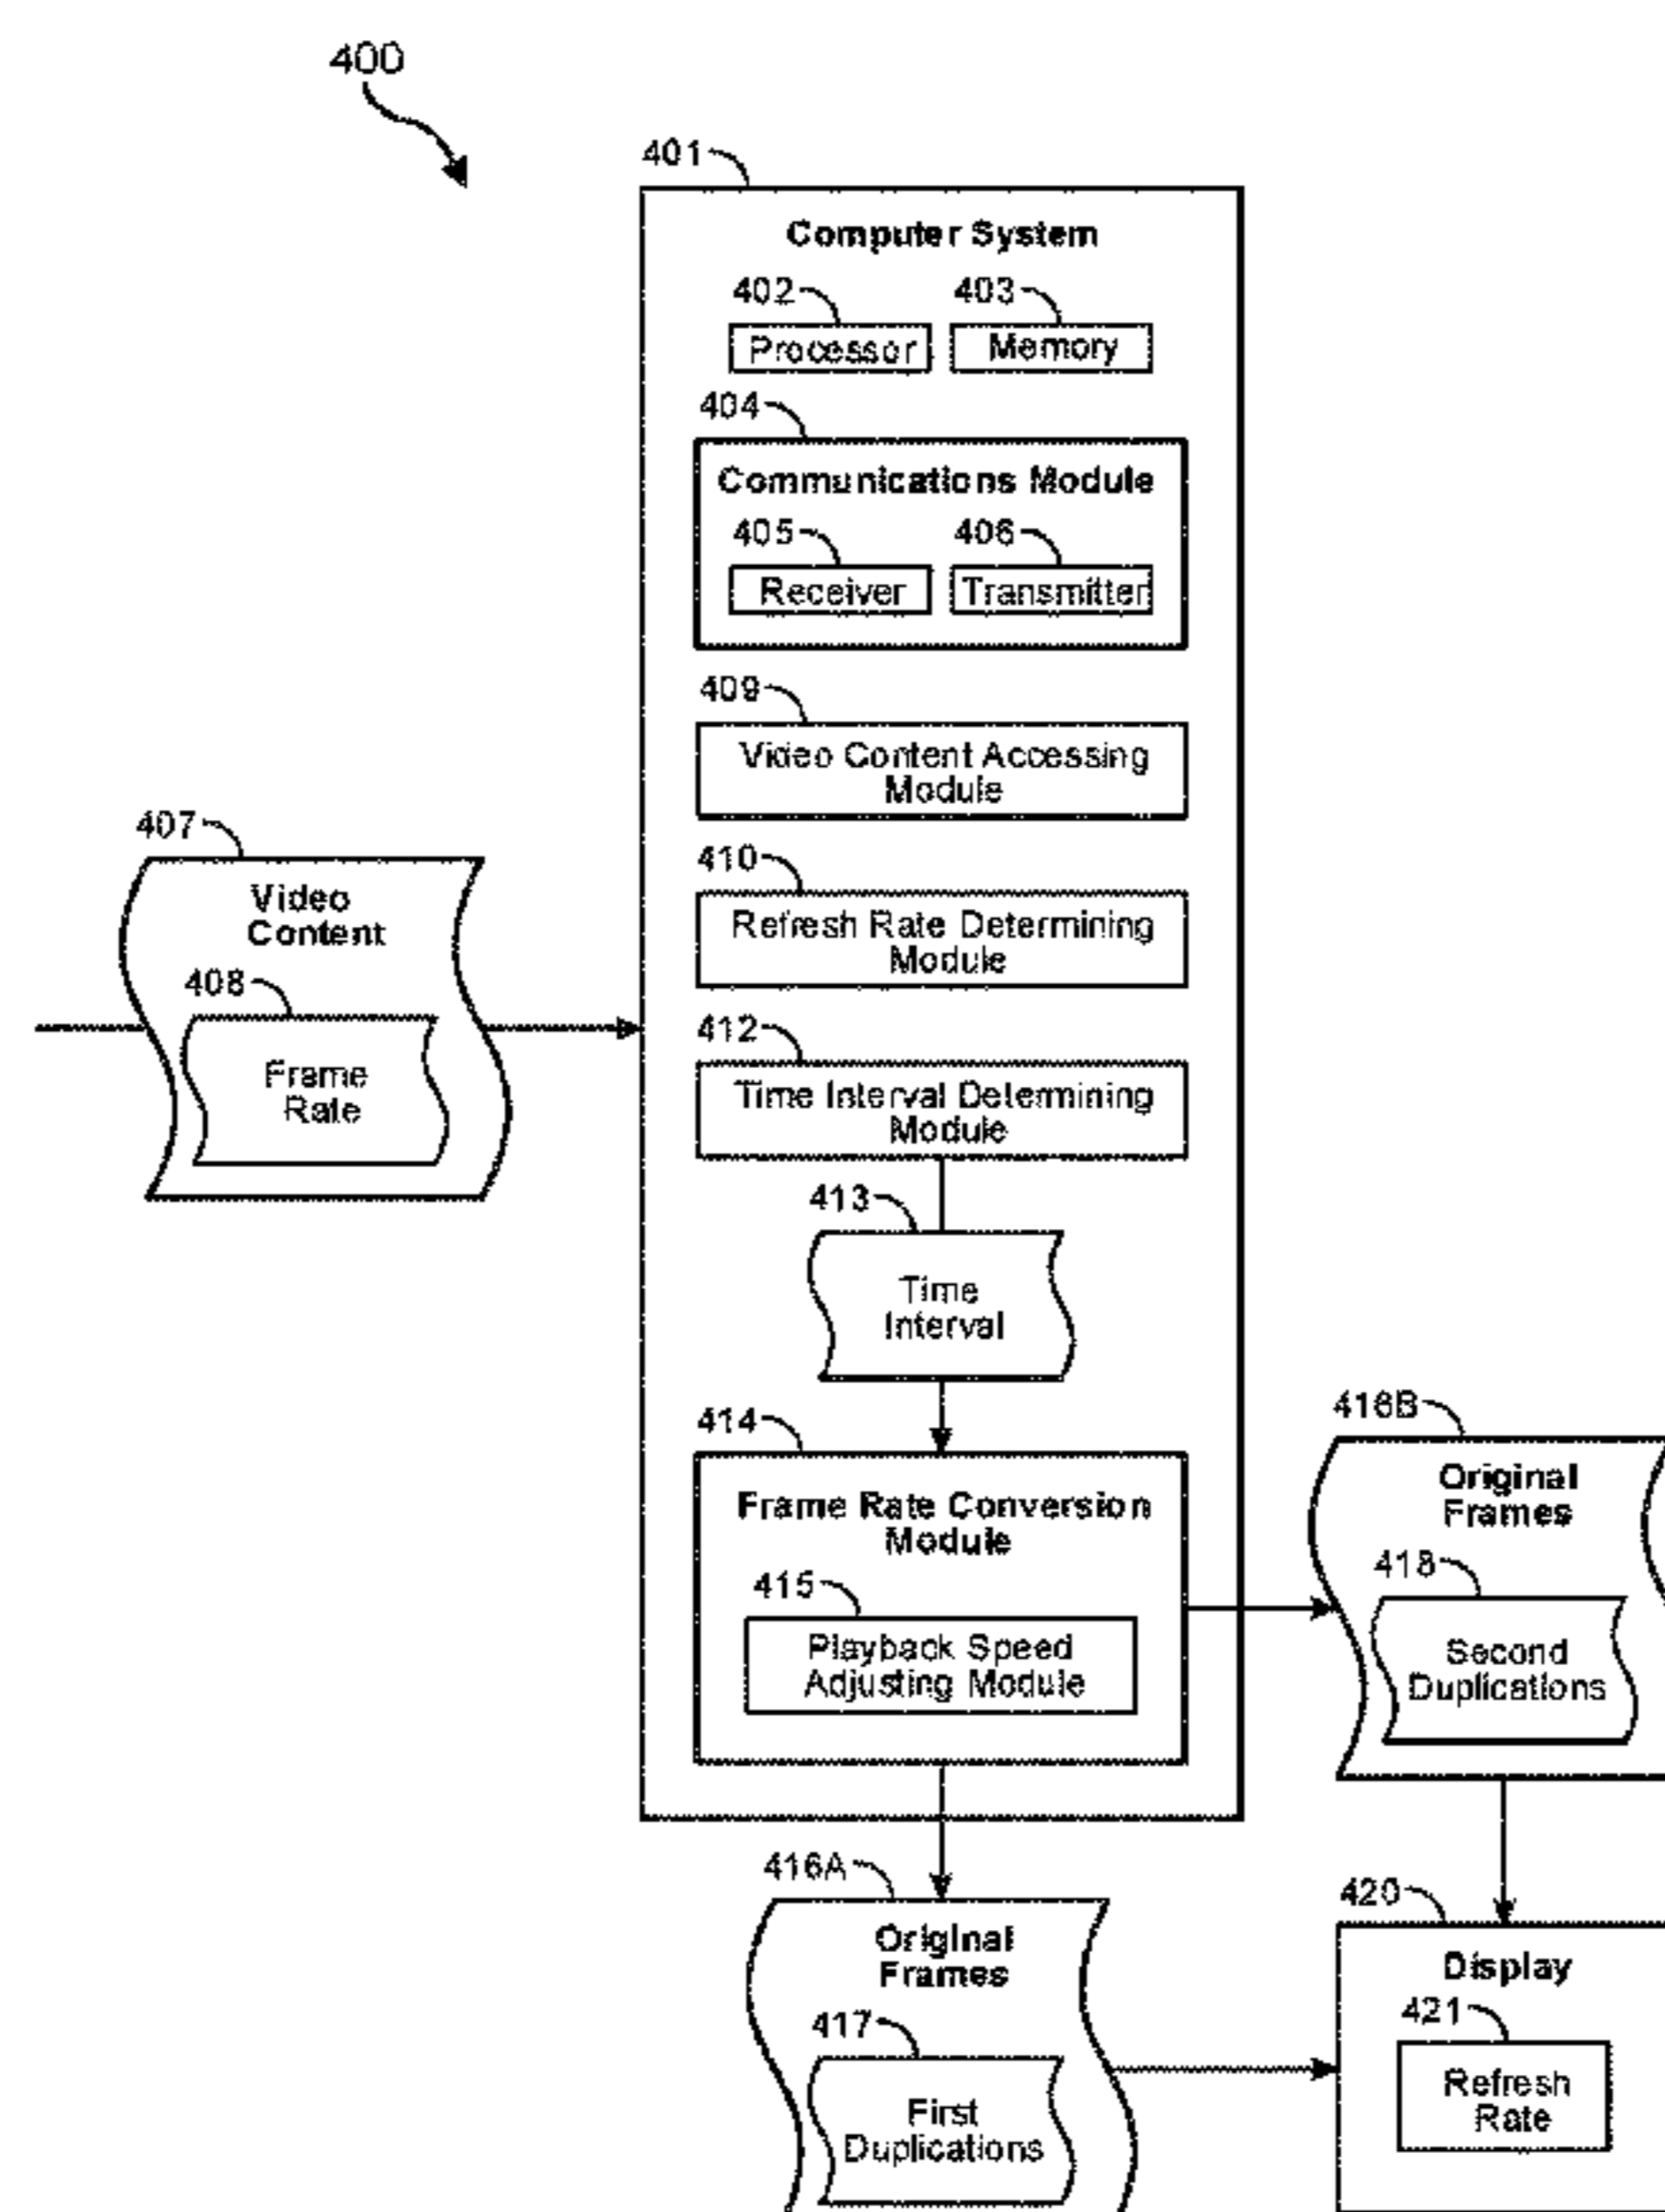 400
401
Computer System
402
403
Processor
Memory
404
Communications Module
405
406
Receiver
Transmitter
409
Video Content Accessing
Module
407
Video
Content
408
Frame
Rate
410
Refresh Rate Determining
Module
412
Time Interval Determining
Module
413
Time
Interval
414
Frame Rate Conversion
Module
415
Playback Speed
Adjusting Module
416B
Original
Frames
418
Second
Duplications
416A
Original
Frames
417
First
Duplications
420
Display
421
Refresh
Rate